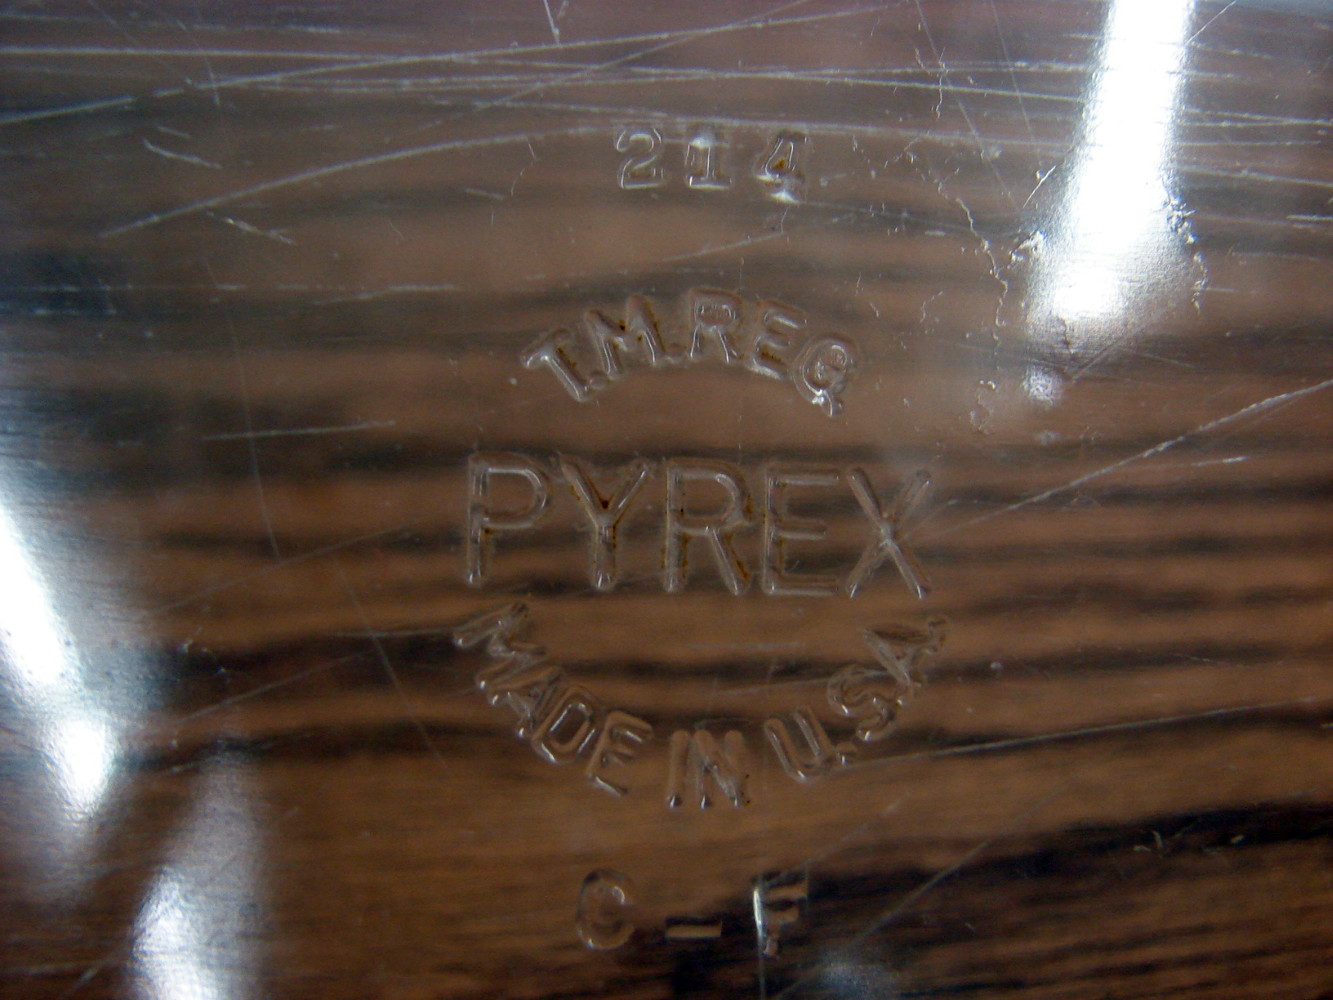 214
T.M.REG
PYREX
MADE IN U.S.A
C - F